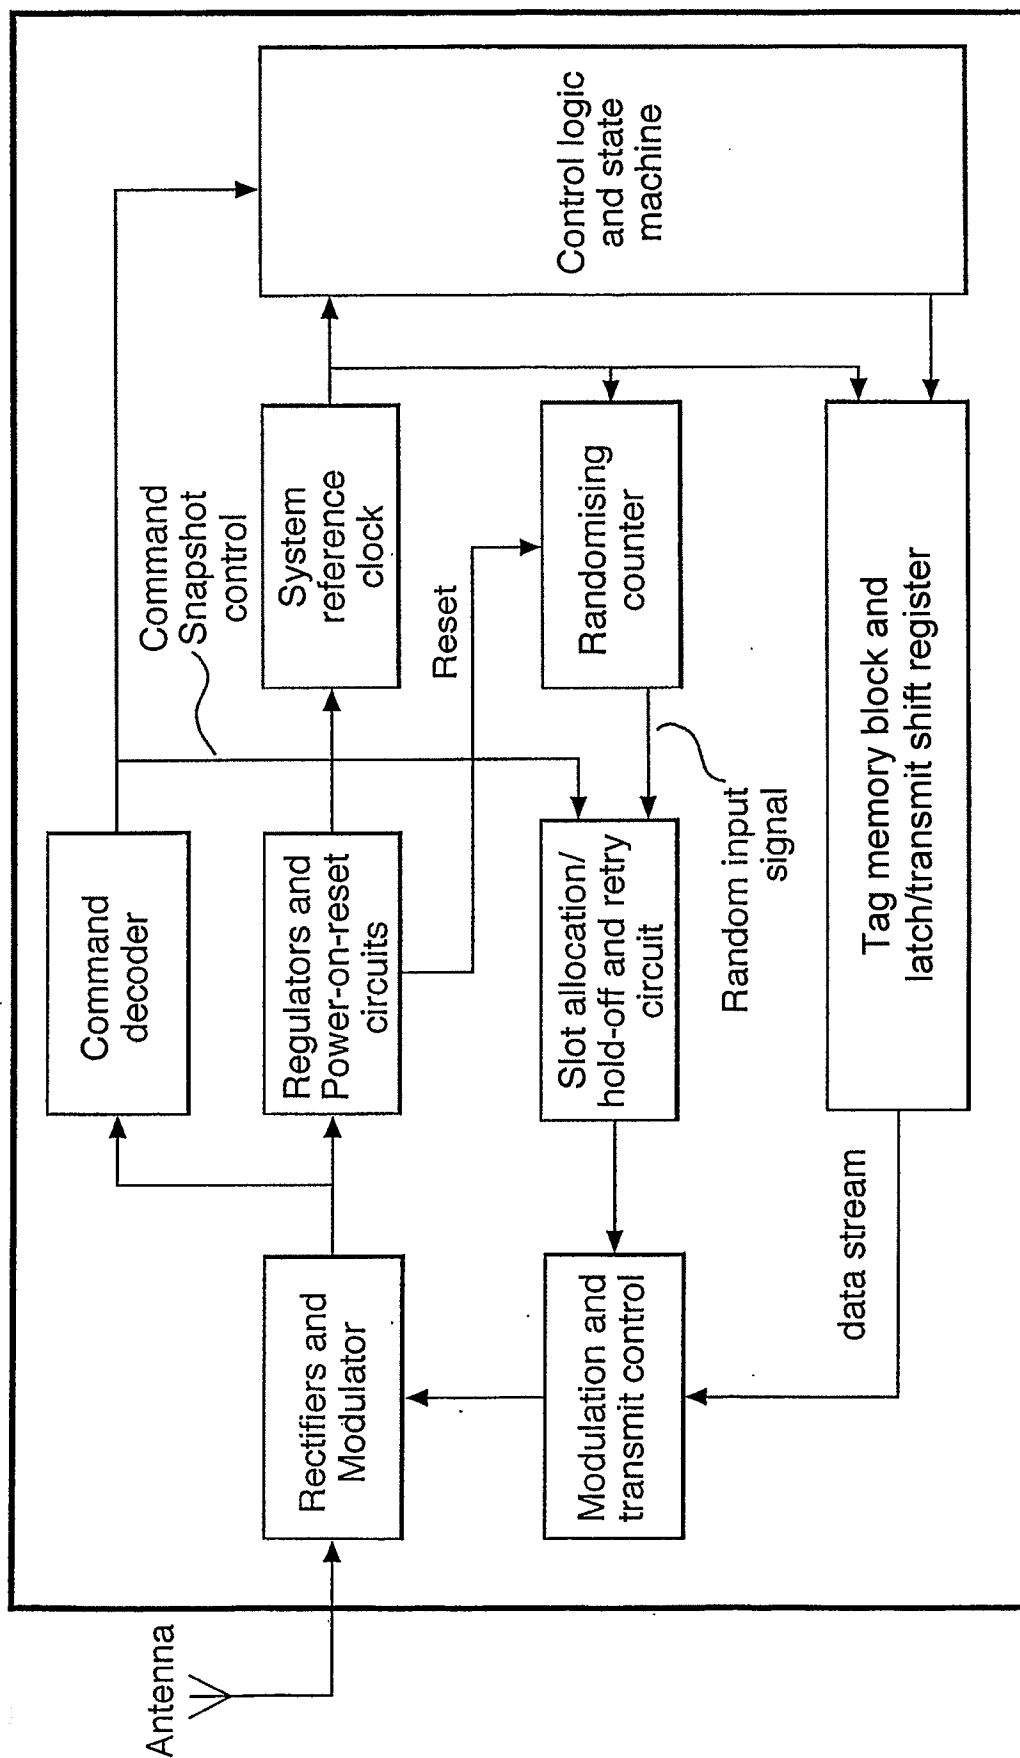 Antenna
Command
decoder
Command
Snapshot
control
Rectifiers and
Modulator
Regulators and
Power-on-reset
circuits
System
reference
clock
Control logic
and state
machine
Reset
Modulation and
transmit control
Slot allocation/
hold-off and retry
circuit
Randomising
counter
Random input
signal
data stream
Tag memory block and
latch/transmit shift register